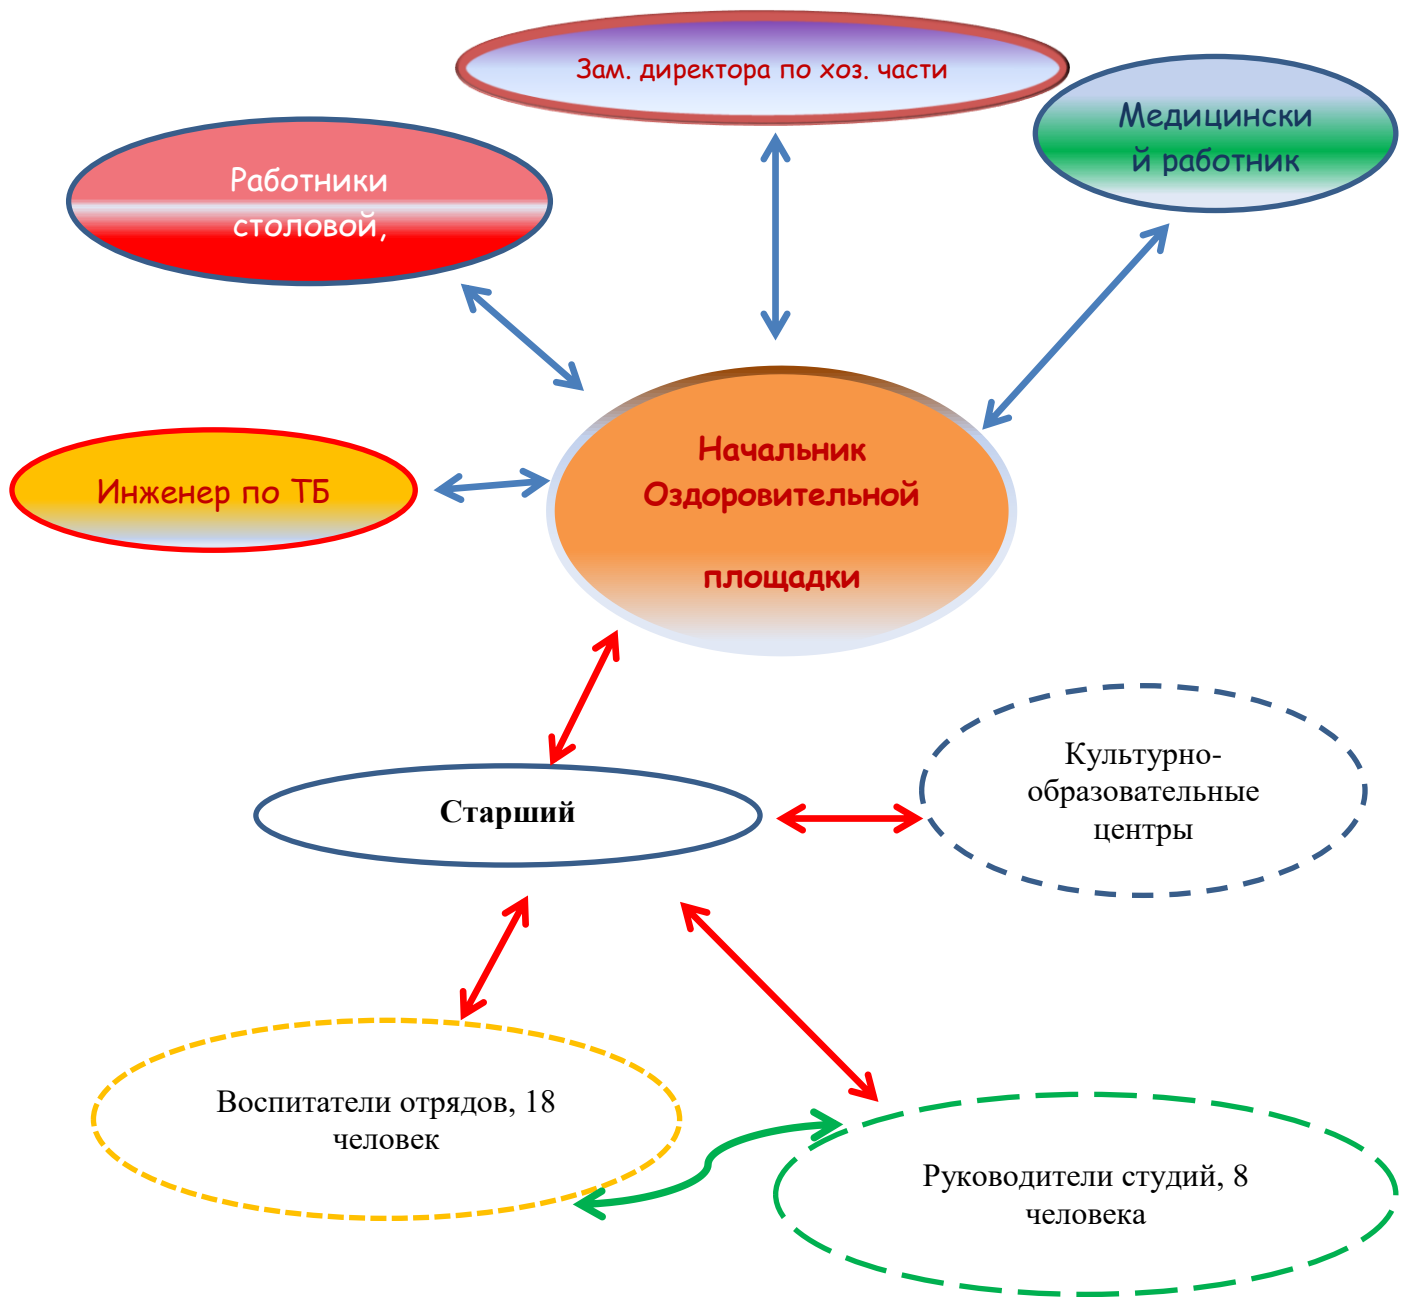 Зам. директора по хоз. части
Медицински
й работник
Работники
столовой,
Начальник
Оздоровительной
площадки
Инженер по ТБ
Культурно-
образовательные
центры
Старший
Воспитатели отрядов, 18
человек
Руководители студий, 8
человека